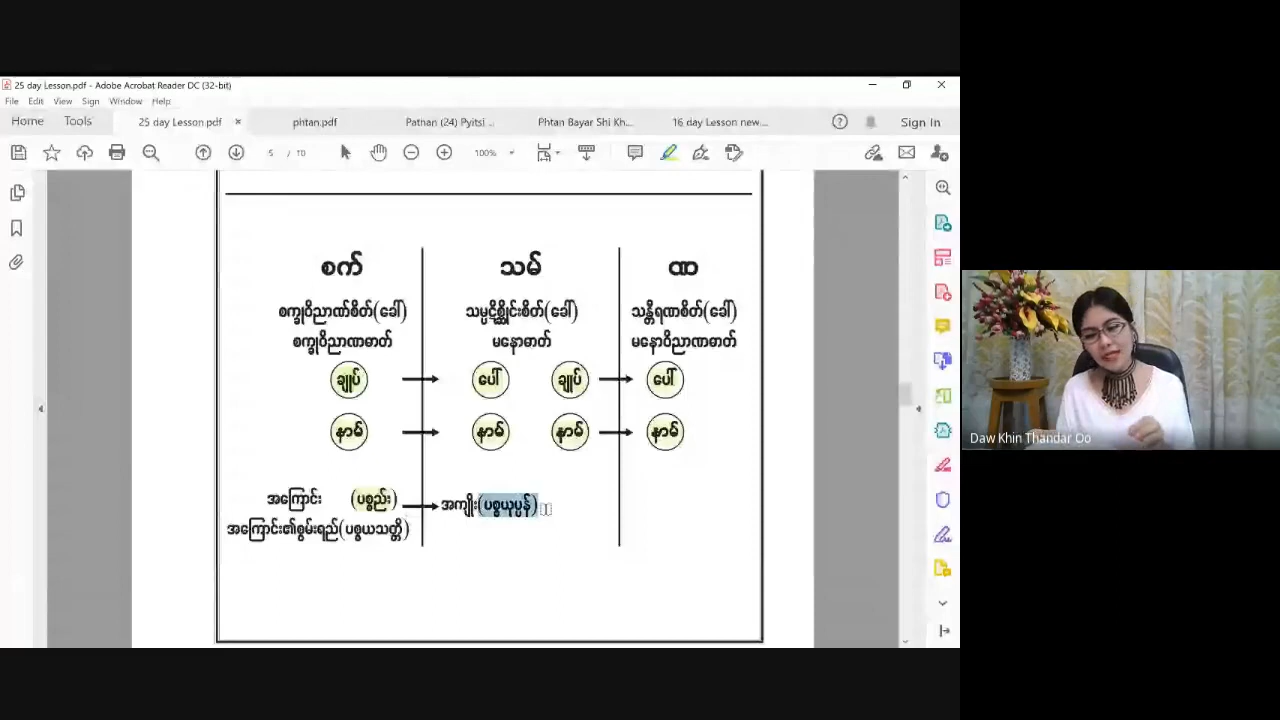 25 day Lesson.pdf - Adobe Acrobat Reader DC (32-bit)
File Edit View Sign Window Help
Home Tools 25 day Lesson.pdf × phtan.pdf Pathan (24) Pyitsi ... Phtan Bayar Shi Kh... 16 day Lesson new... Sign In
5 / 10 100%
စက် သမ် ဏ
စက္ခုဝိညာဏ်စိတ်(ခေါ်) သမ္ပဋိစ္ဆိုင်းစိတ်(ခေါ်) သန္တီရဏစိတ်(ခေါ်)
စက္ခုဝိညာဏဓာတ် မနောဓာတ် မနောဝိညာဏဓာတ်
ချုပ် ပေါ် ချုပ် ပေါ်
နာမ် နာမ် နာမ် နာမ်
အကြောင်း (ပစ္စည်း) အကျိုး(ပစ္စယုပ္ပန်)
အကြောင်း၏စွမ်းရည်(ပစ္စယသတ္တိ)
Daw Khin Thandar Oo